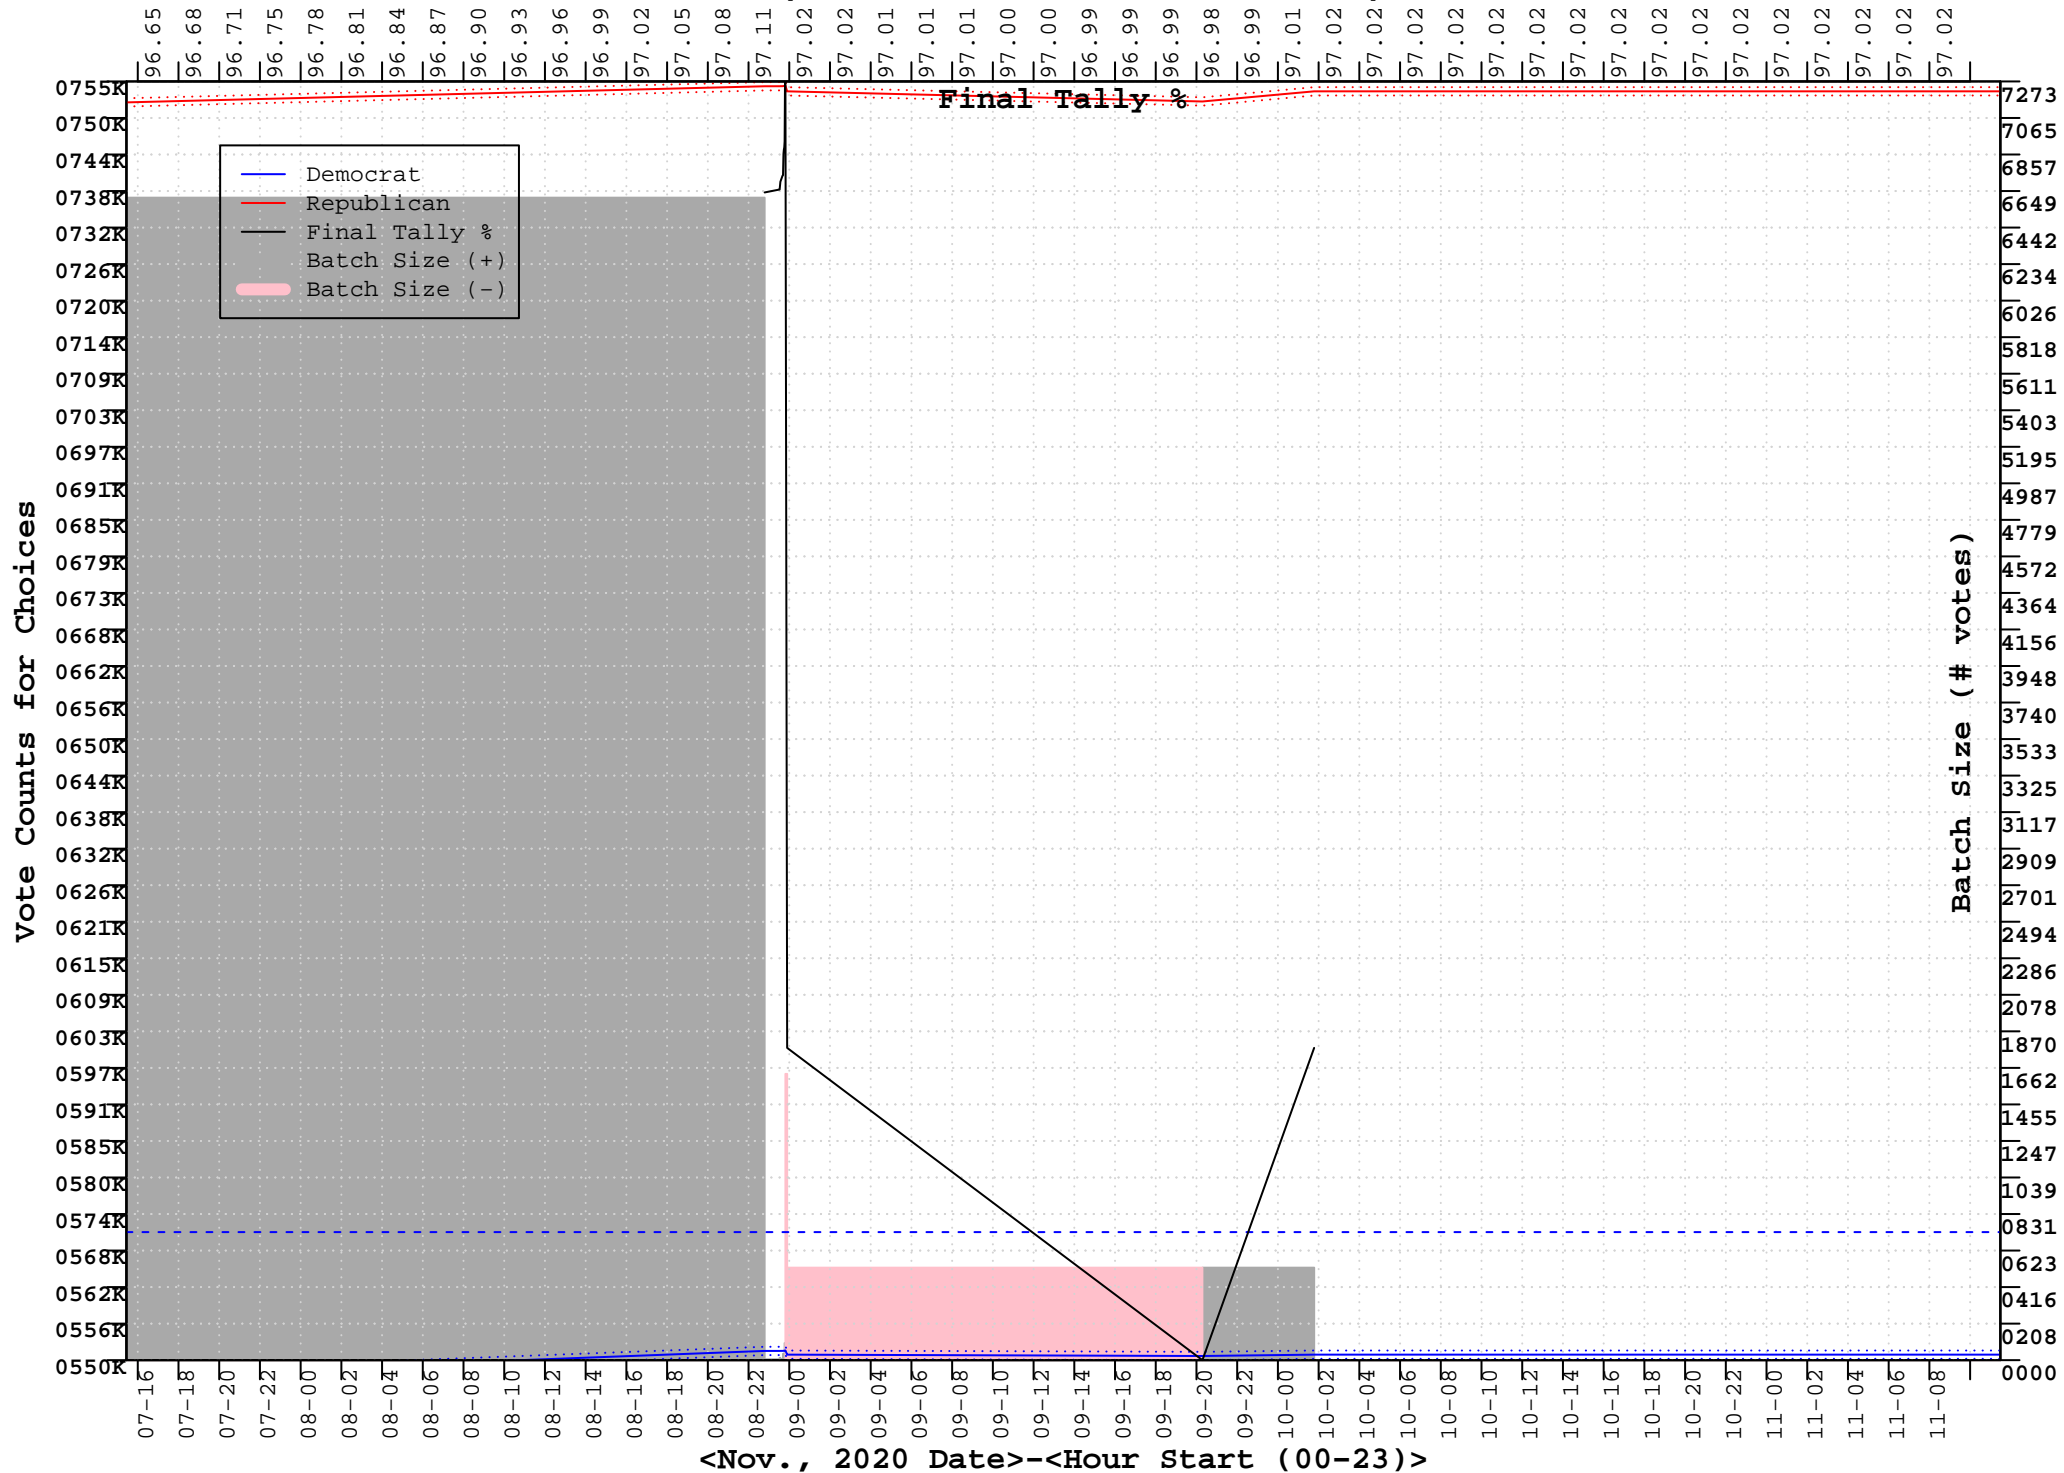 96.65 96.68 96.71 96.75 96.78 96.81 96.84 96.87 96.90 96.93 96.96 96.99 97.02 97.05 97.08 97.11 97.02 97.02 97.01 97.01 97.01 97.00 97.00 96.99 96.99 96.99 96.98 96.99 97.01 97.02 97.02 97.02 97.02 97.02 97.02 97.02 97.02 97.02 97.02 97.02 97.02 97.02 97.02 97.02 97.02
Final Tally %
Democrat
Republican
Final Tally %
Batch Size (+)
Batch Size (-)
Vote Counts for Choices
0755K
0750K
0744K
0738K
0732K
0726K
0720K
0714K
0709K
0703K
0697K
0691K
0685K
0679K
0673K
0668K
0662K
0656K
0650K
0644K
0638K
0632K
0626K
0621K
0615K
0609K
0603K
0597K
0591K
0585K
0580K
0574K
0568K
0562K
0556K
0550K
7273
7065
6857
6649
6442
6234
6026
5818
5611
5403
5195
4987
4779
4572
4364
4156
3948
3740
3533
3325
3117
2909
2701
2494
2286
2078
1870
1662
1455
1247
1039
0831
0623
0416
0208
0000
Batch Size (# votes)
07-16 07-18 07-20 07-22 08-00 08-02 08-04 08-06 08-08 08-10 08-12 08-14 08-16 08-18 08-20 08-22 09-00 09-02 09-04 09-06 09-08 09-10 09-12 09-14 09-16 09-18 09-20 09-22 10-00 10-02 10-04 10-06 10-08 10-10 10-12 10-14 10-16 10-18 10-20 10-22 11-00 11-02 11-04 11-06 11-08
<Nov., 2020 Date>-<Hour Start (00-23)>